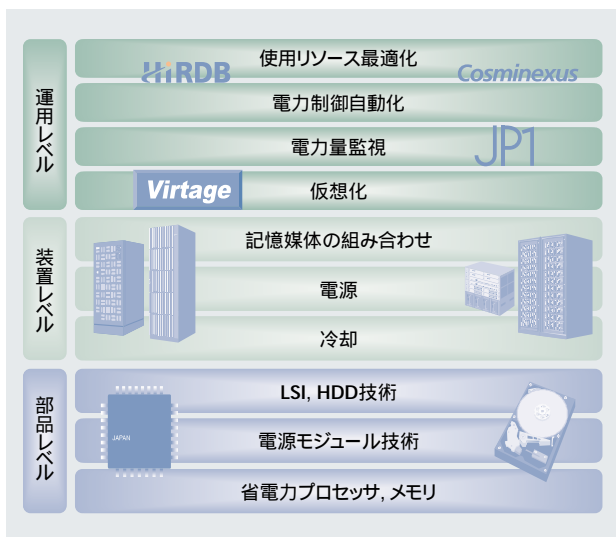 運用レベル
使用リソース最適化
HiRDB
Cosminexus
電力制御自動化
電力量監視
JP1
Virtage
仮想化
装置レベル
記憶媒体の組み合わせ
電源
冷却
部品レベル
LSI, HDD技術
JAPAN
電源モジュール技術
省電力プロセッサ, メモリ